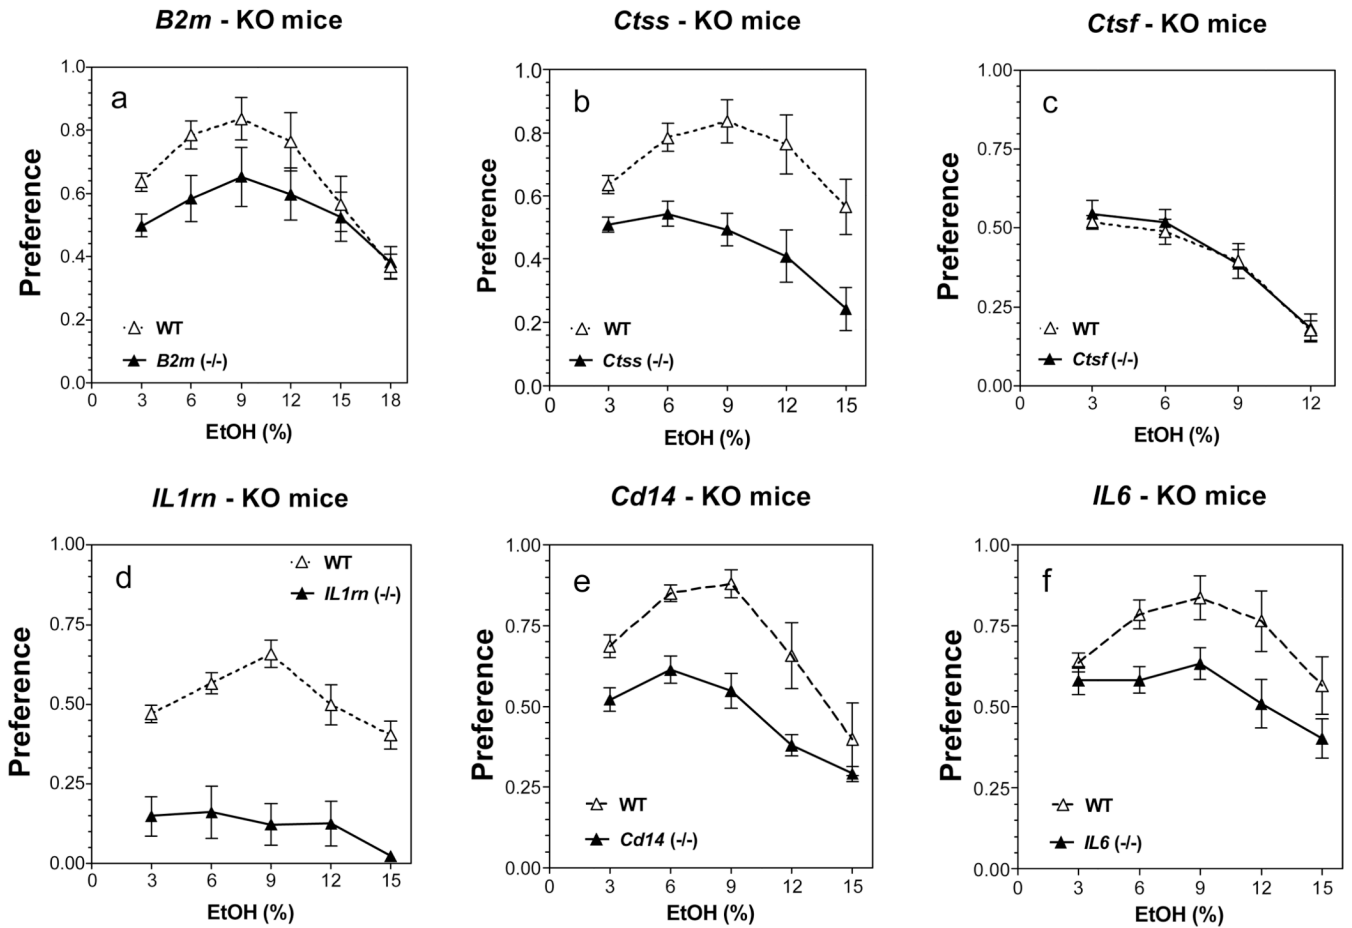 B2m - KO mice
a
Preference
1.0
0.8
0.6
0.4
0.2
0.0
WT
B2m (-/-)
0 3 6 9 12 15 18
EtOH (%)
Ctss - KO mice
b
Preference
1.0
0.8
0.6
0.4
0.2
0.0
WT
Ctss (-/-)
0 3 6 9 12 15
EtOH (%)
Ctsf - KO mice
c
Preference
1.00
0.75
0.50
0.25
0.00
WT
Ctsf (-/-)
0 3 6 9 12
EtOH (%)
IL1rn - KO mice
d
Preference
1.00
0.75
0.50
0.25
0.00
WT
IL1rn (-/-)
0 3 6 9 12 15
EtOH (%)
Cd14 - KO mice
e
Preference
1.00
0.75
0.50
0.25
0.00
WT
Cd14 (-/-)
0 3 6 9 12 15
EtOH (%)
IL6 - KO mice
f
Preference
1.00
0.75
0.50
0.25
0.00
WT
IL6 (-/-)
0 3 6 9 12 15
EtOH (%)